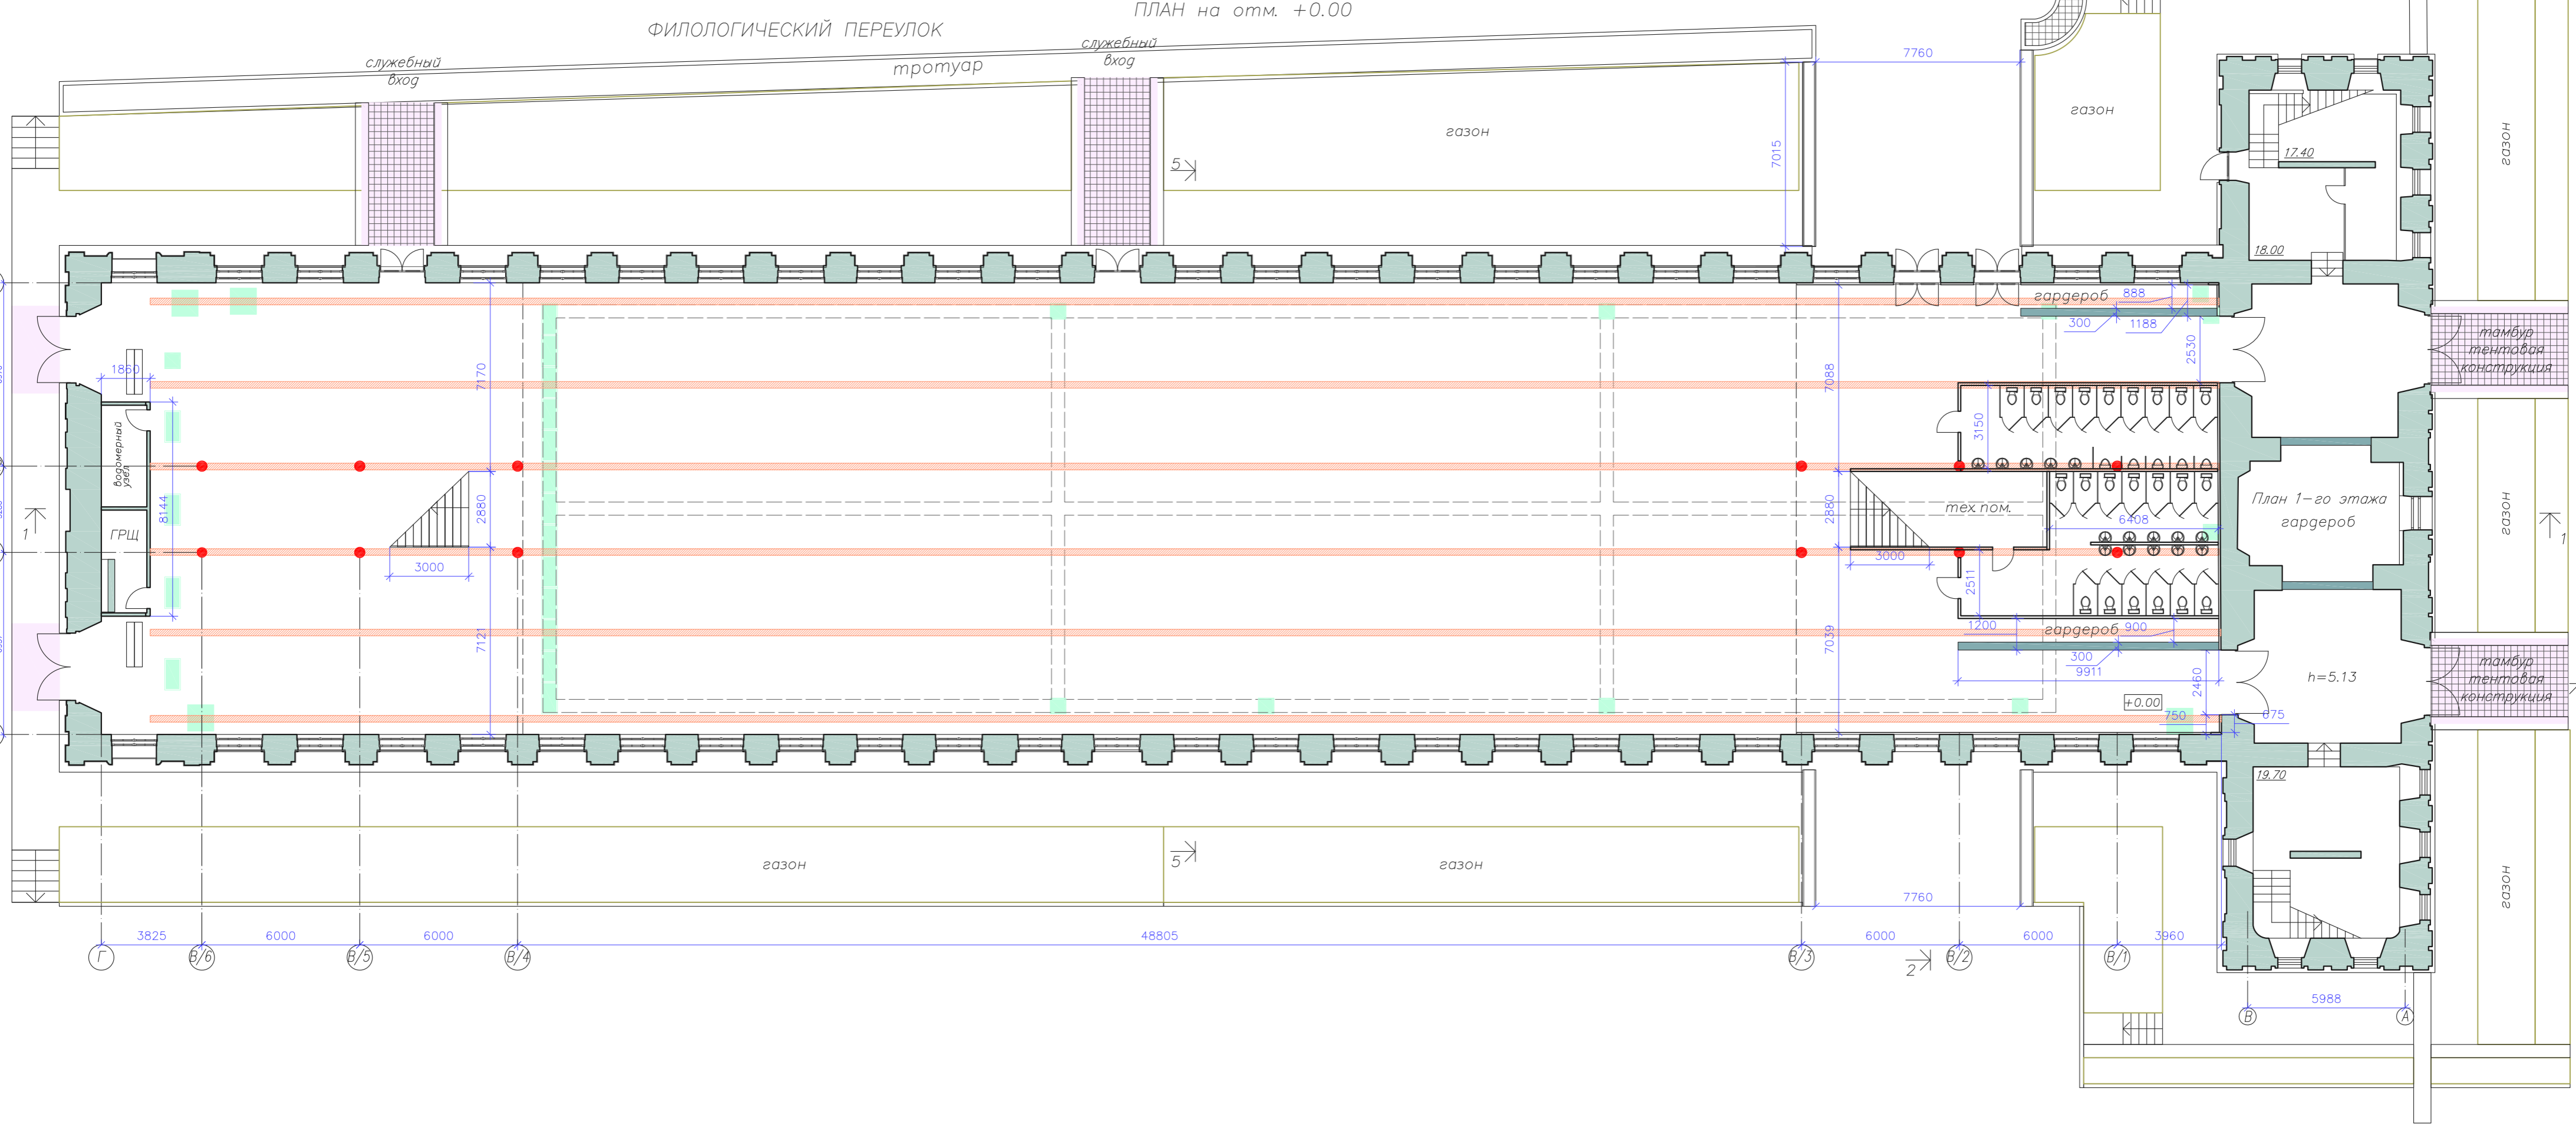 ПЛАН на отм. +0.00
ФИЛОЛОГИЧЕСКИЙ ПЕРЕУЛОК
служебный
вход
служебный
вход
тротуар
7760
газон
газон
газон
5
7015
17.40
18.00
гардероб
888
300
1188
2530
тамбур
тентовая
конструкция
1860
7170
7088
3150
водомерный
узел
8144
2880
2880
тех.пом.
6408
План 1-го этажа
гардероб
газон
1
ГРЩ
1
3000
3000
2511
7121
7039
1200
гардероб
900
300
9911
2460
h=5.13
тамбур
тентовая
конструкция
+0.00
750
675
19.70
газон
5
газон
газон
7760
3825
6000
6000
48805
6000
6000
3960
Г
В/6
В/5
В/4
В/3
2
В/2
В/1
5988
В
А